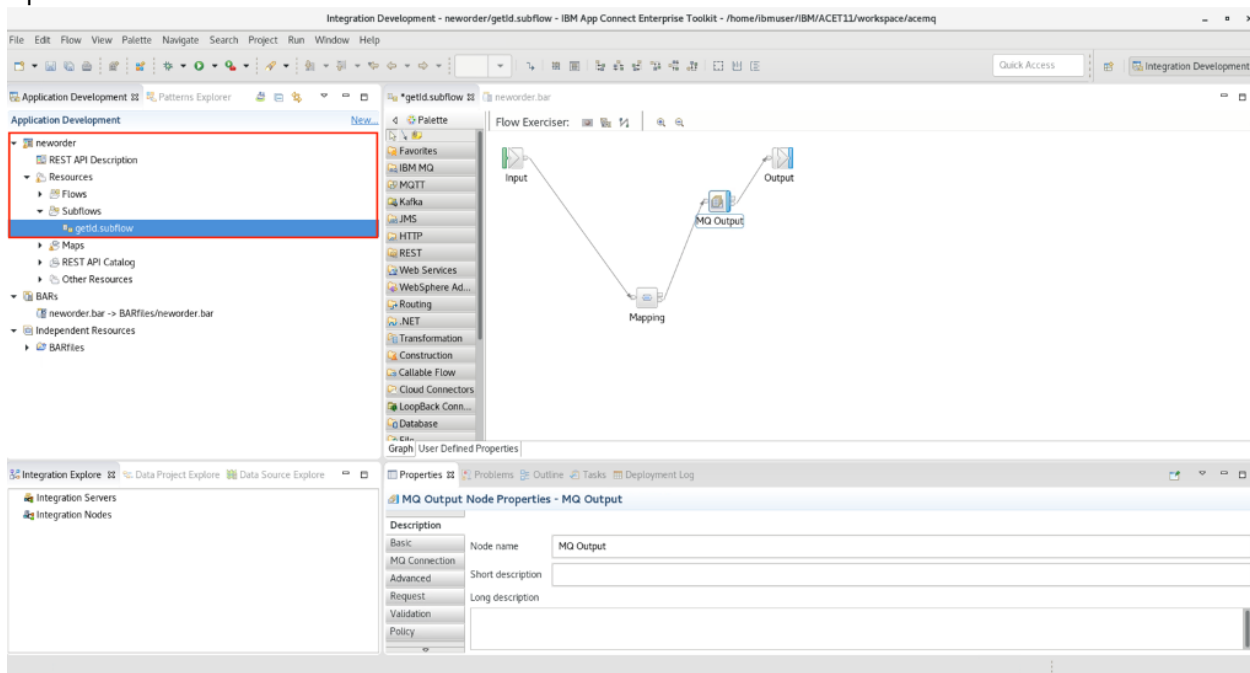 Integration Development - neworder/getId.subflow - IBM App Connect Enterprise Toolkit - /home/ibmuser/IBM/ACET11/workspace/acemq
File Edit Flow View Palette Navigate Search Project Run Window Help
Quick Access
Integration Development
Application Development
Patterns Explorer
Application Development
New...
neworder
REST API Description
Resources
Flows
Subflows
getId.subflow
Maps
REST API Catalog
Other Resources
BARs
neworder.bar -> BARfiles/neworder.bar
Independent Resources
BARfiles
*getId.subflow
neworder.bar
Palette
Favorites
IBM MQ
MQTT
Kafka
JMS
HTTP
REST
Web Services
WebSphere Ad...
Routing
.NET
Transformation
Construction
Callable Flow
Cloud Connectors
LoopBack Conn...
Database
File
Flow Exerciser:
Input
Output
MQ Output
Mapping
Graph User Defined Properties
Integration Explore
Data Project Explore
Data Source Explore
Integration Servers
Integration Nodes
Properties
Problems
Outline
Tasks
Deployment Log
MQ Output Node Properties - MQ Output
Description
Basic
MQ Connection
Advanced
Request
Validation
Policy
Node name
MQ Output
Short description
Long description